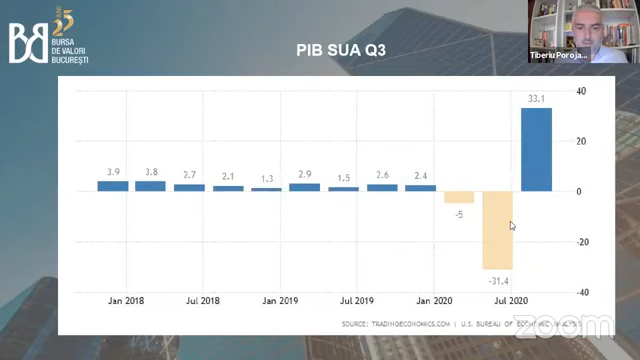 25 ANI
BURSA
DE VALORI
BUCUREȘTI
PIB SUA Q3
Tiberiu Poroja...
40
20
0
-20
-40
3.9
3.8
2.7
2.1
1.3
2.9
1.5
2.6
2.4
-5
-31.4
33.1
Jan 2018
Jul 2018
Jan 2019
Jul 2019
Jan 2020
Jul 2020
SOURCE: TRADINGECONOMICS.COM | U.S. BUREAU OF ECONOMIC ANALYSIS
zoom